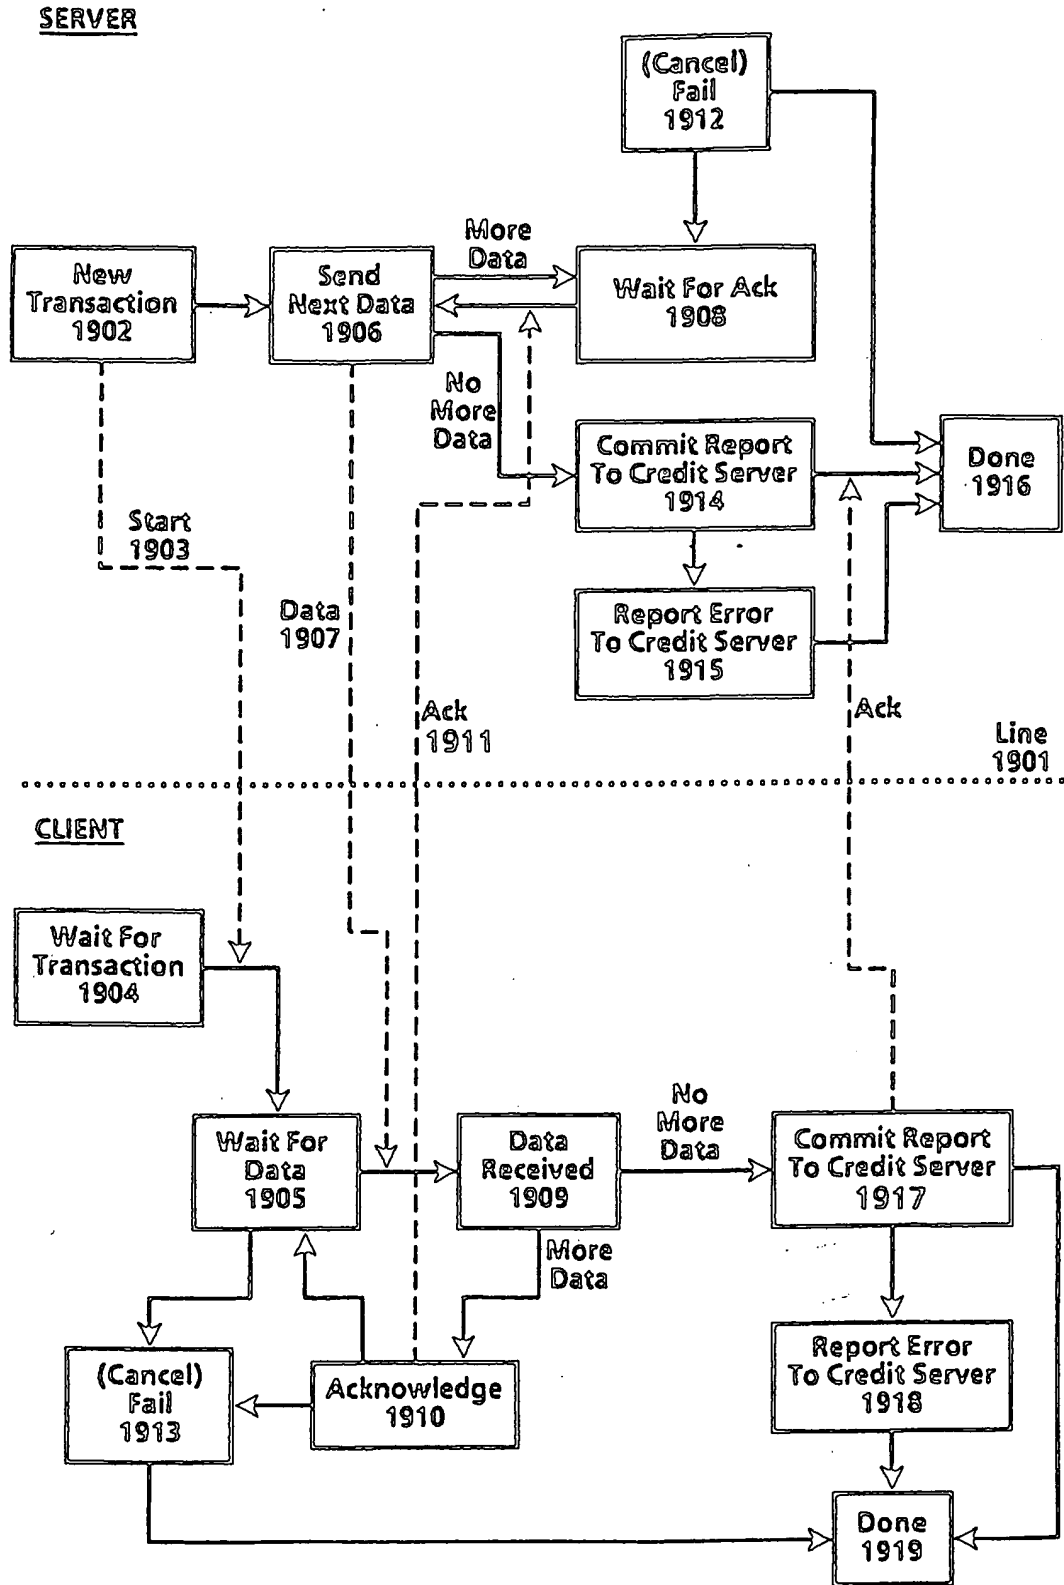 SERVER
(Cancel)
Fail
1912
More
Data
New
Transaction
1902
Send
Next Data
1906
Wait For Ack
1908
No
More
Data
Commit Report
To Credit Server
1914
Done
1916
Start
1903
Data
1907
Report Error
To Credit Server
1915
Ack
1911
Ack
Line
1901
CLIENT
Wait For
Transaction
1904
No
More
Data
Wait For
Data
1905
Data
Received
1909
Commit Report
To Credit Server
1917
More
Data
(Cancel)
Fail
1913
Acknowledge
1910
Report Error
To Credit Server
1918
Done
1919